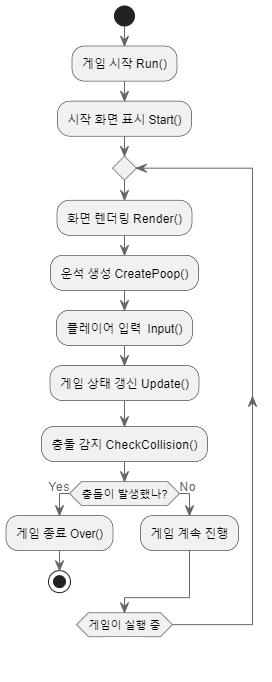 게임 시작 Run()
시작 화면 표시 Start()
화면 렌더링 Render()
운석 생성 CreatePoop()
플레이어 입력 Input()
게임 상태 갱신 Update()
충돌 감지 CheckCollision()
Yes
충돌이 발생했나?
No
게임 종료 Over()
게임 계속 진행
게임이 실행 중